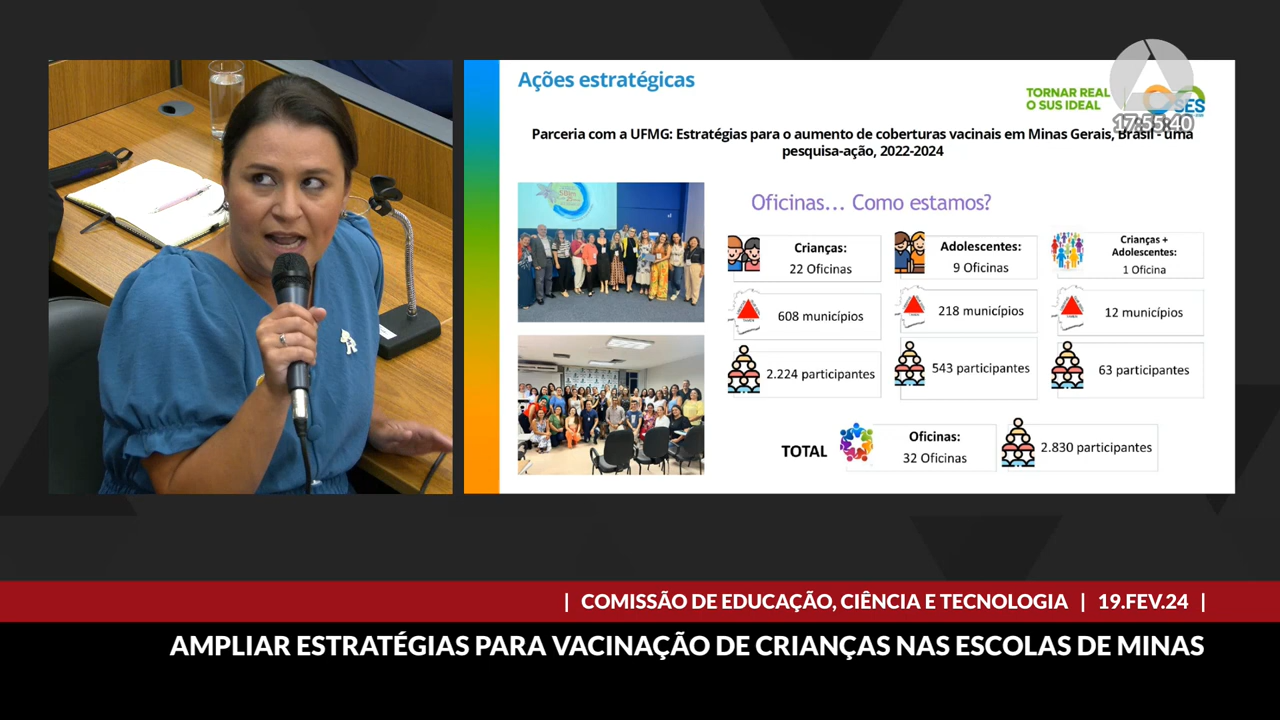 Ações estratégicas
TORNAR REAL
O SUS IDEAL
SES
17:55:40
Parceria com a UFMG: Estratégias para o aumento de coberturas vacinais em Minas Gerais, Brasil - uma
pesquisa-ação, 2022-2024
Oficinas... Como estamos?
Crianças:
22 Oficinas
Adolescentes:
9 Oficinas
Crianças +
Adolescentes:
1 Oficina
608 municípios
218 municípios
12 municípios
2.224 participantes
543 participantes
63 participantes
TOTAL
Oficinas:
32 Oficinas
2.830 participantes
| COMISSÃO DE EDUCAÇÃO, CIÊNCIA E TECNOLOGIA | 19.FEV.24 |
AMPLIAR ESTRATÉGIAS PARA VACINAÇÃO DE CRIANÇAS NAS ESCOLAS DE MINAS